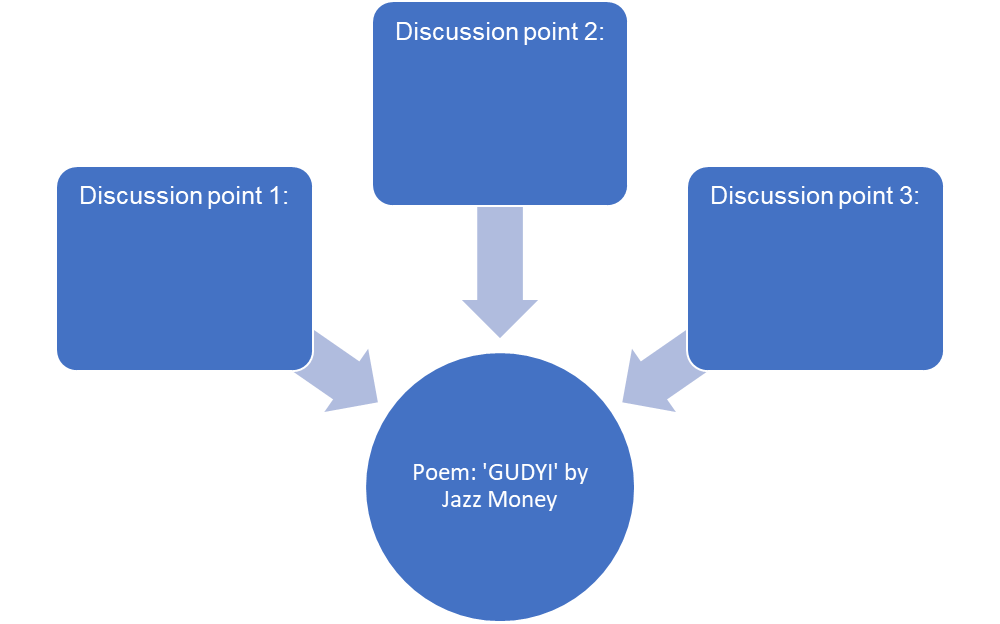 Discussion point 1:
Discussion point 2:
Discussion point 3:
Poem: 'GUDYI' by
Jazz Money